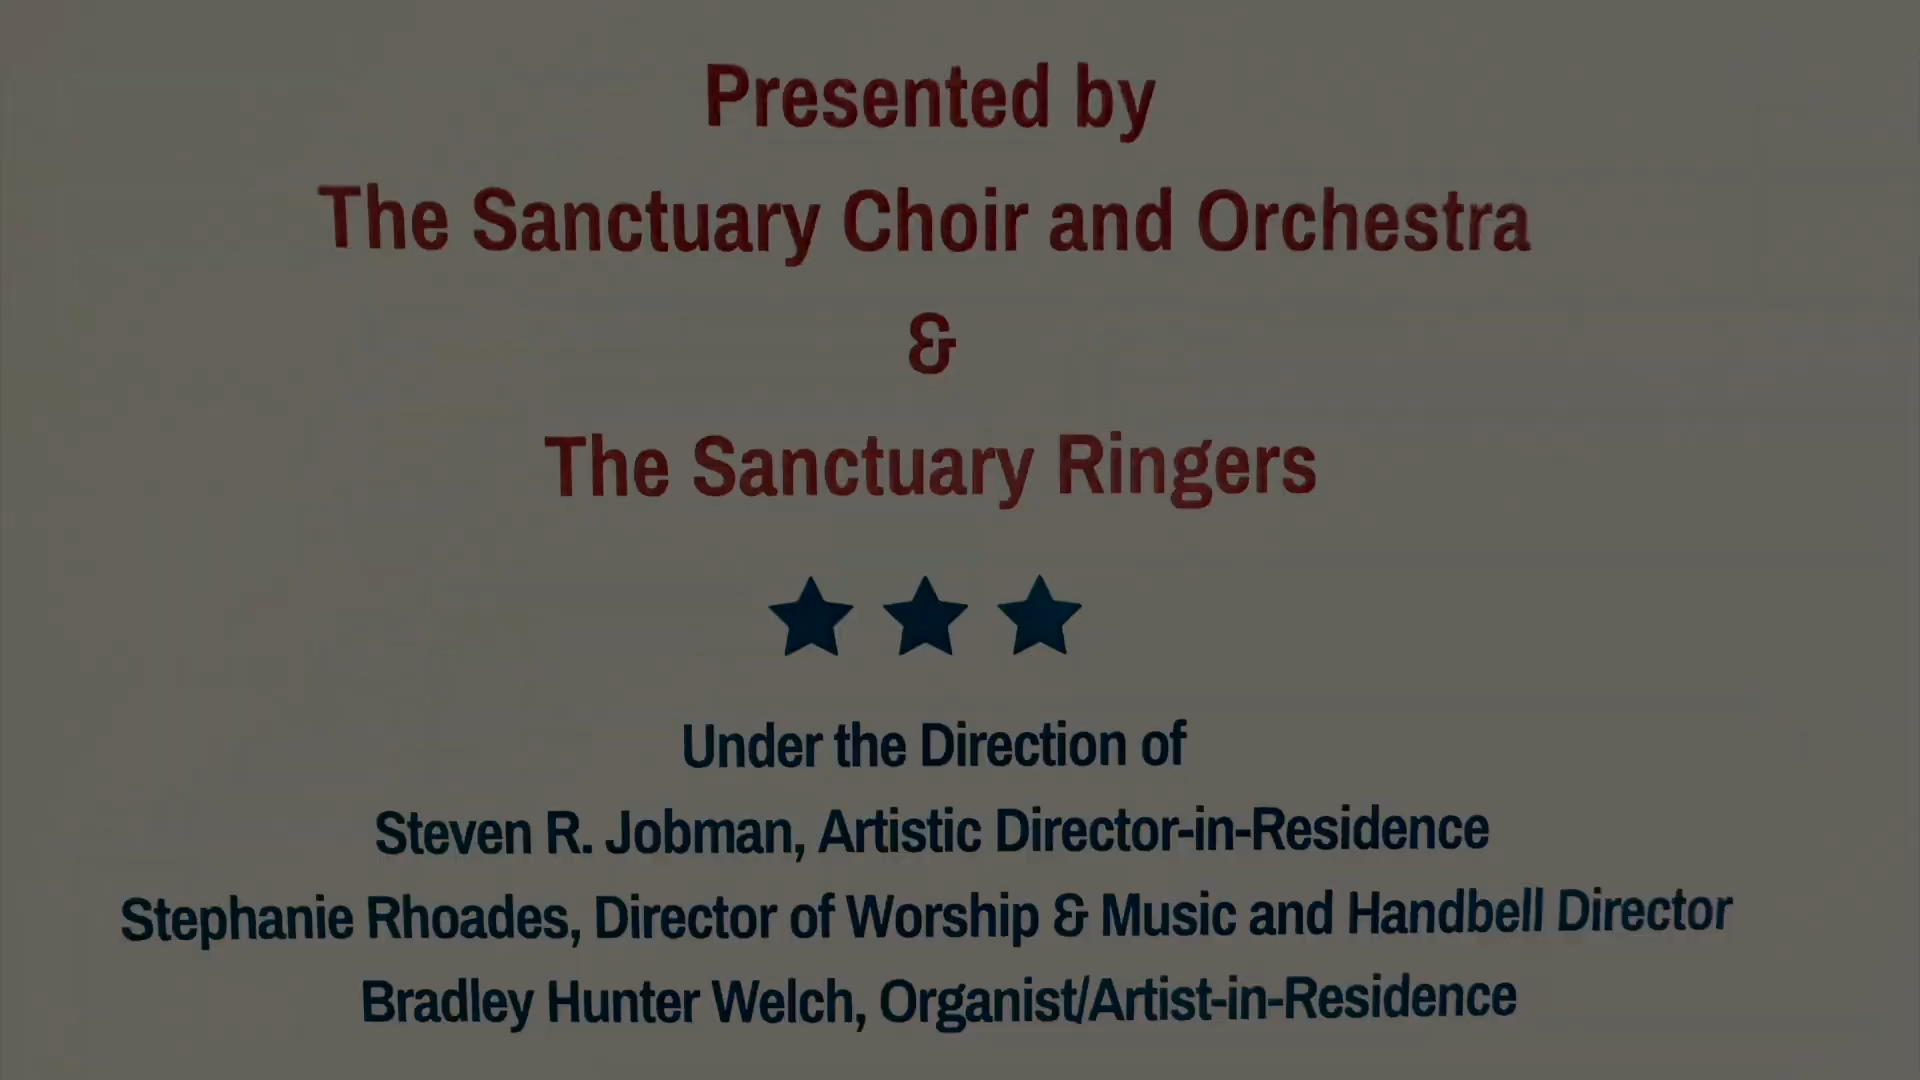 Presented by
The Sanctuary Choir and Orchestra
&
The Sanctuary Ringers
Under the Direction of
Steven R. Jobman, Artistic Director-in-Residence
Stephanie Rhoades, Director of Worship & Music and Handbell Director
Bradley Hunter Welch, Organist/Artist-in-Residence